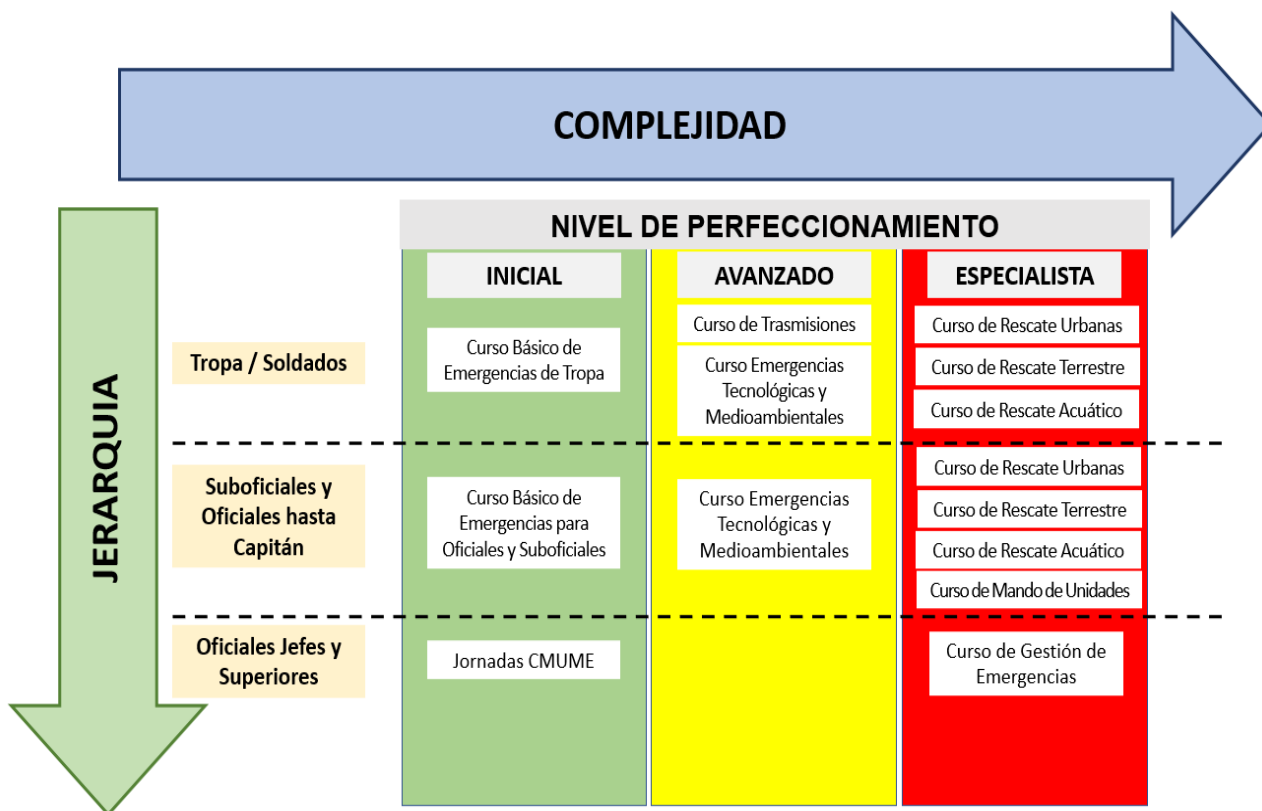 COMPLEJIDAD
NIVEL DE PERFECCIONAMIENTO
INICIAL
AVANZADO
ESPECIALISTA
JERARQUIA
Tropa / Soldados
Curso Básico de
Emergencias de Tropa
Curso de Trasmisiones
Curso Emergencias
Tecnológicas y
Medioambientales
Curso de Rescate Urbanas
Curso de Rescate Terrestre
Curso de Rescate Acuático
Suboficiales y
Oficiales hasta
Capitán
Curso Básico de
Emergencias para
Oficiales y Suboficiales
Curso Emergencias
Tecnológicas y
Medioambientales
Curso de Rescate Urbanas
Curso de Rescate Terrestre
Curso de Rescate Acuático
Curso de Mando de Unidades
Oficiales Jefes y
Superiores
Jornadas CMUME
Curso de Gestión de
Emergencias